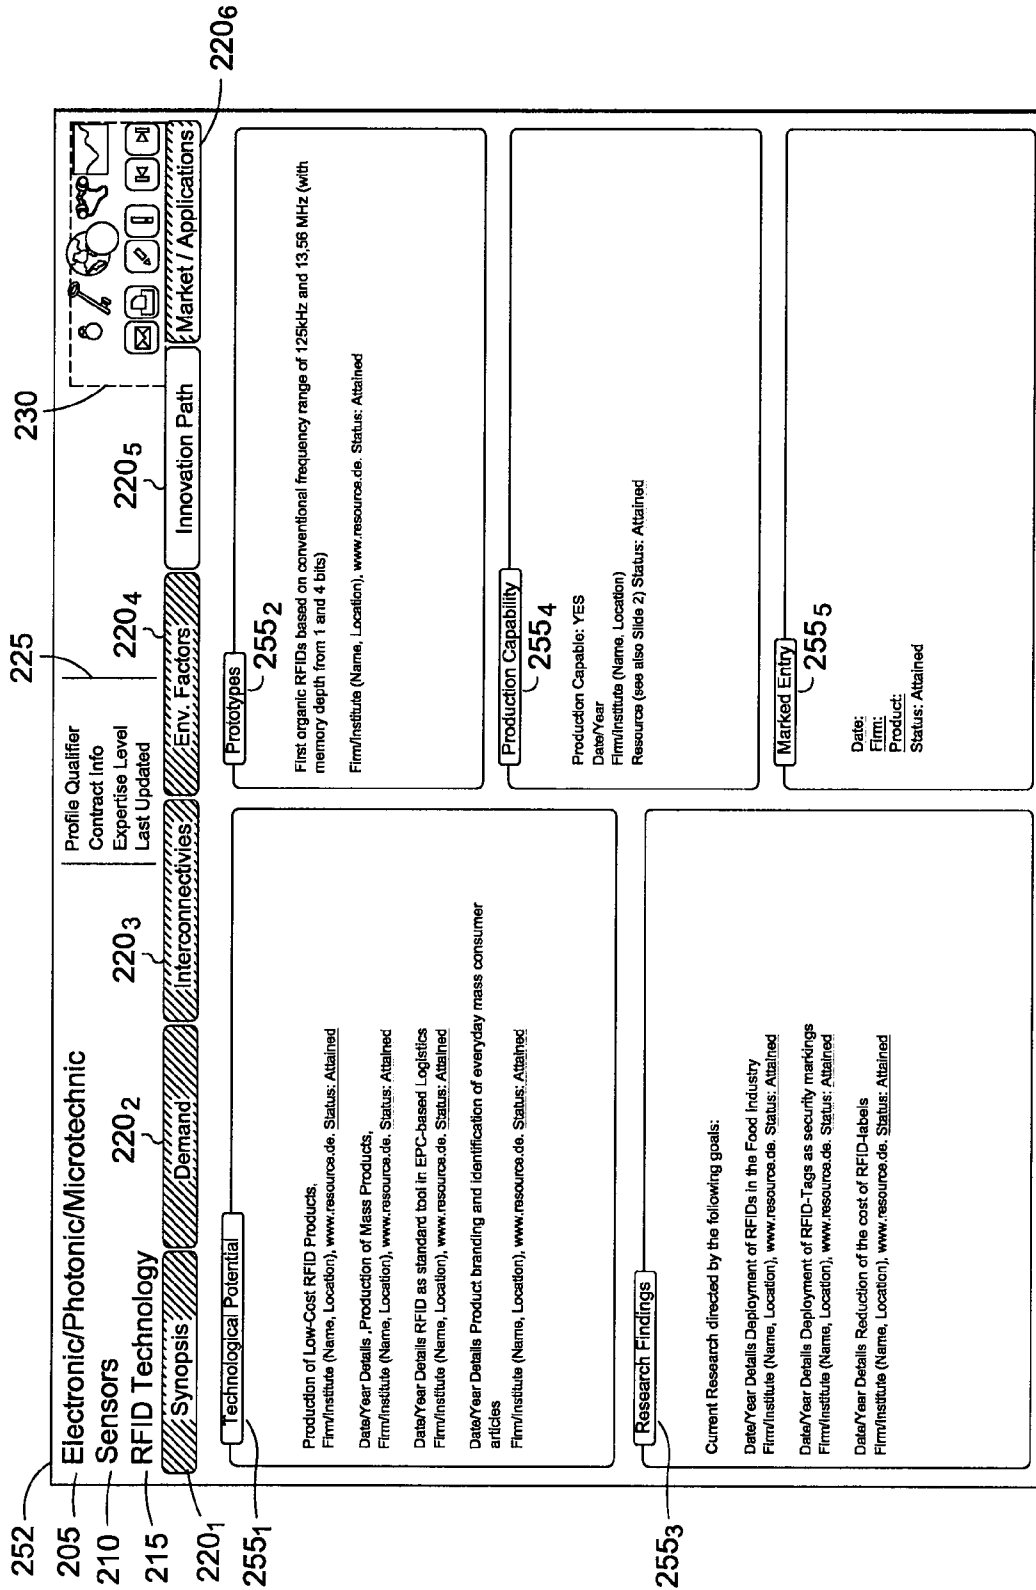 252
205
Electronic/Photonic/Microtechnic
210
Sensors
215
RFID Technology
Profile Qualifier
Contract Info
Expertise Level
Last Updated
225
230
220₁
Synopsis
220₂
Demand
220₃
Interconnectivies
220₄
Env. Factors
220₅
Innovation Path
220₆
Market / Applications
255₁
Technological Potential
Production of Low-Cost RFID Products,
Firm/Institute (Name, Location), www.resource.de. Status: Attained
Date/Year Details ,Production of Mass Products,
Firm/Institute (Name, Location), www.resource.de. Status: Attained
Date/Year Details RFID as standard tool in EPC-based Logistics
Firm/Institute (Name, Location), www.resource.de. Status: Attained
Date/Year Details Product branding and identification of everyday mass consumer
articles
Firm/Institute (Name, Location), www.resource.de. Status: Attained
255₃
Research Findings
Current Research directed by the following goals:
Date/Year Details Deployment of RFIDs in the Food Industry
Firm/Institute (Name, Location), www.resource.de. Status: Attained
Date/Year Details Deployment of RFID-Tags as security markings
Firm/Institute (Name, Location), www.resource.de. Status: Attained
Date/Year Details Reduction of the cost of RFID-labels
Firm/Institute (Name, Location), www.resource.de. Status: Attained
Prototypes
255₂
First organic RFIDs based on conventional frequency range of 125kHz and 13,56 MHz (with
memory depth from 1 and 4 bits)
Firm/Institute (Name, Location), www.resource.de. Status: Attained
Production Capability
255₄
Production Capable: YES
Date/Year
Firm/Institute (Name, Location)
Resource (see also Slide 2) Status: Attained
Marked Entry
255₅
Date:
Firm:
Product:
Status: Attained